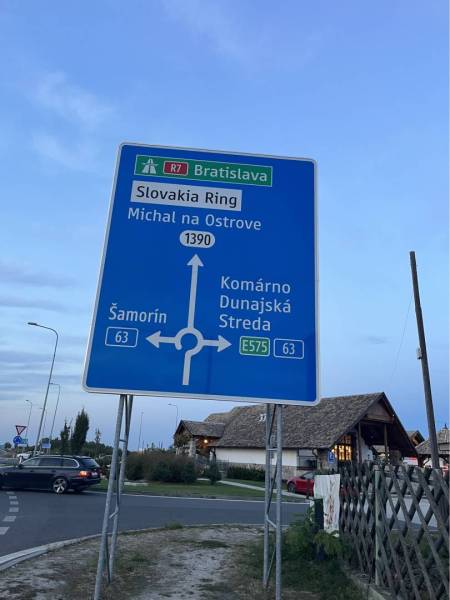 R7 Bratislava
Slovakia Ring
Michal na Ostrove
1390
Komárno
Dunajská
Streda
Šamorín
63
E575 63